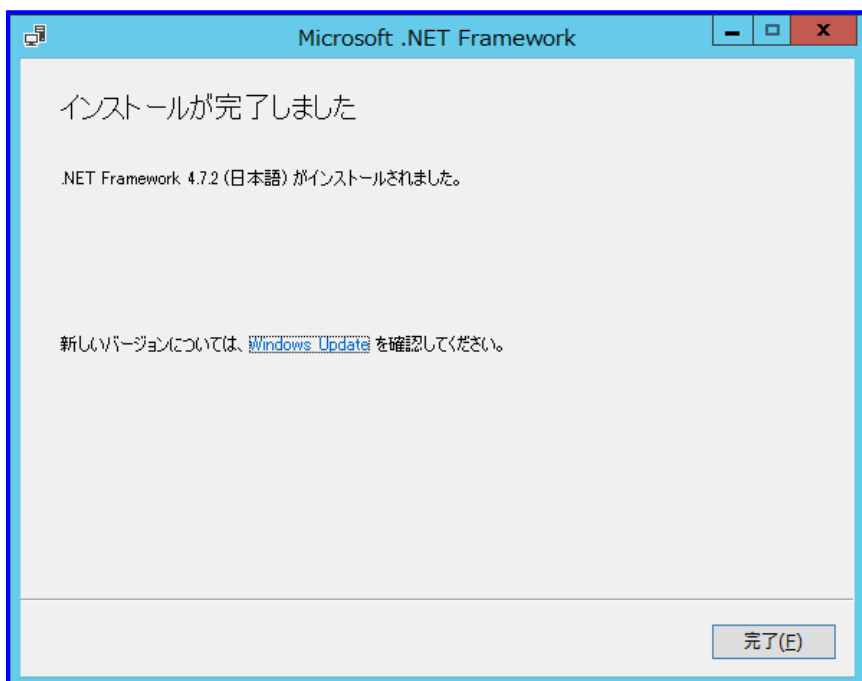 Microsoft .NET Framework
インストールが完了しました
.NET Framework 4.7.2 (日本語) がインストールされました。
新しいバージョンについては、Windows Update を確認してください。
完了(F)